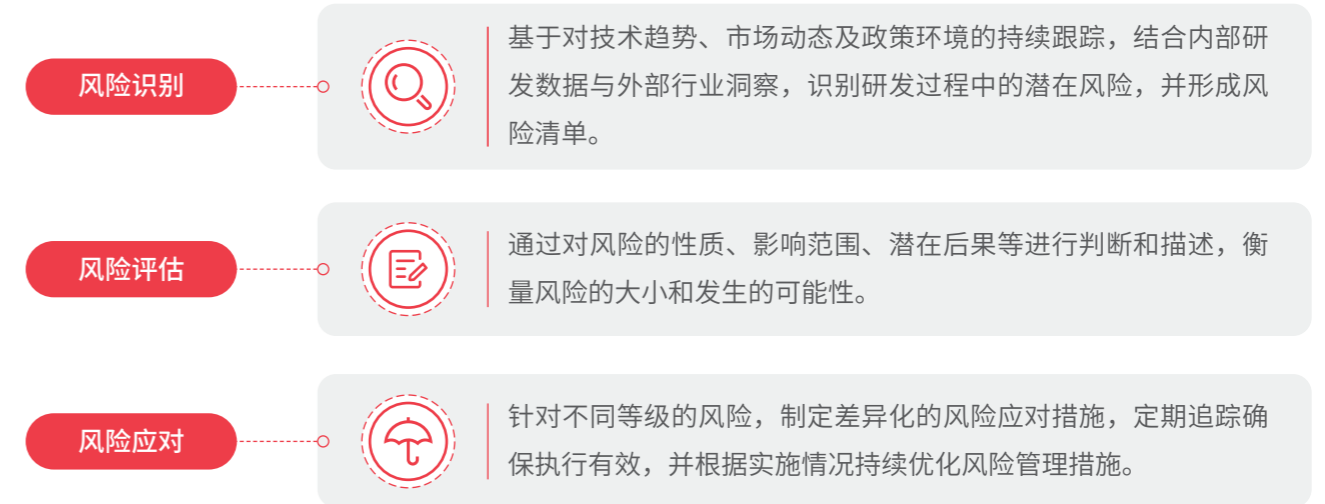 风险识别
基于对技术趋势、市场动态及政策环境的持续跟踪，结合内部研
发数据与外部行业洞察，识别研发过程中的潜在风险，并形成风
险清单。
风险评估
通过对风险的性质、影响范围、潜在后果等进行判断和描述，衡
量风险的大小和发生的可能性。
风险应对
针对不同等级的风险，制定差异化的风险应对措施，定期追踪确
保执行有效，并根据实施情况持续优化风险管理措施。